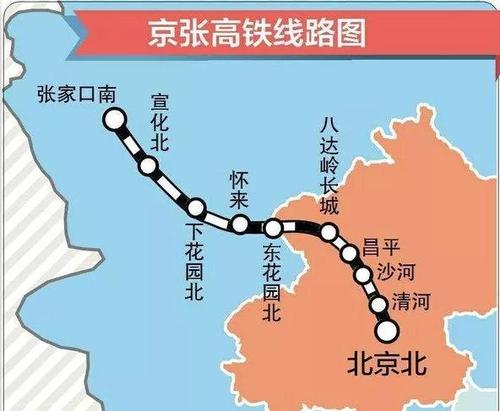 京张高铁线路图
张家口南
宣化北
下花园北
怀来
东花园北
八达岭长城
昌平
沙河
清河
北京北